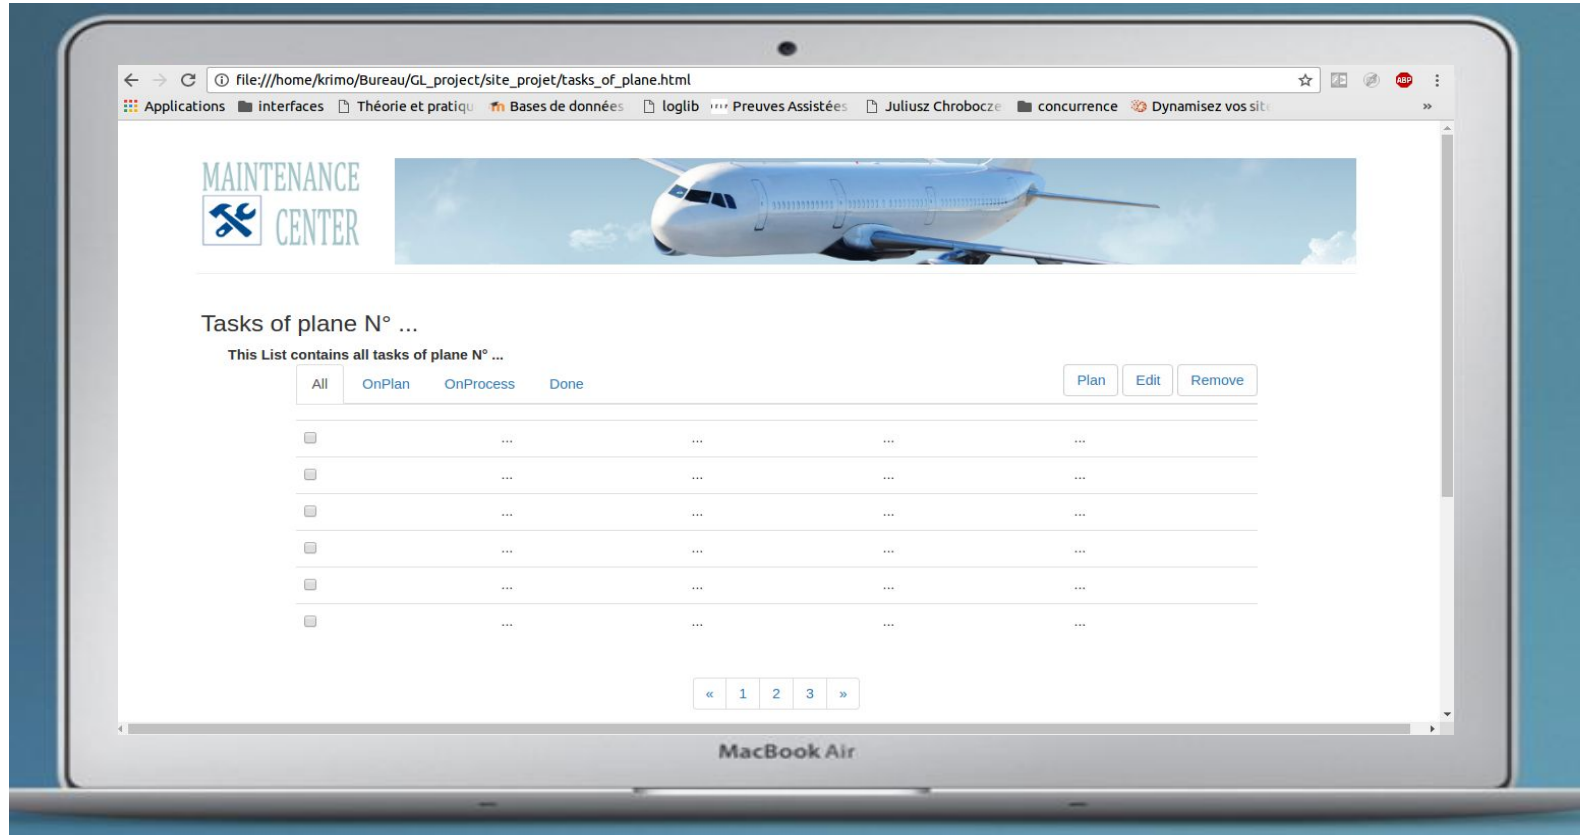 file:///home/krimo/Bureau/GL_project/site_projet/tasks_of_plane.html
ABP
Applications interfaces Théorie et pratiqu Bases de données loglib Preuves Assistées Juliusz Chrobocze concurrence Dynamisez vos site »
MAINTENANCE
CENTER
Tasks of plane N° ...
This List contains all tasks of plane N° ...
All OnPlan OnProcess Done Plan Edit Remove
... ... ... ...
... ... ... ...
... ... ... ...
... ... ... ...
... ... ... ...
... ... ... ...
« 1 2 3 »
MacBook Air